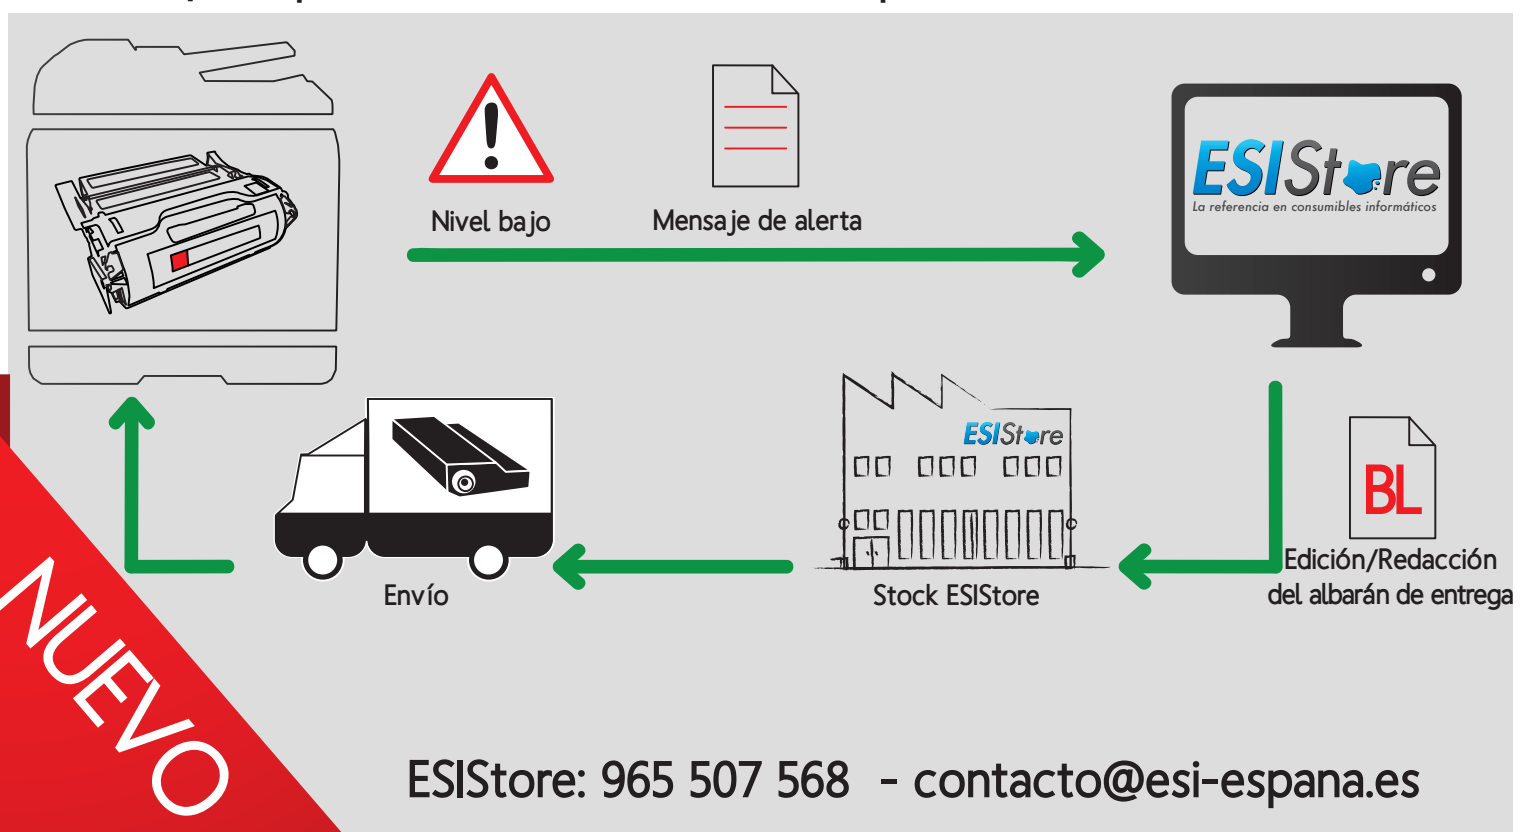 ESIStore
La referencia en consumibles informáticos
Nivel bajo
Mensaje de alerta
ESIStore
BL
Edición/Redacción
del albarán de entrega
Stock ESIStore
Envío
NUEVO
ESIStore: 965 507 568 - contacto@esi-espana.es